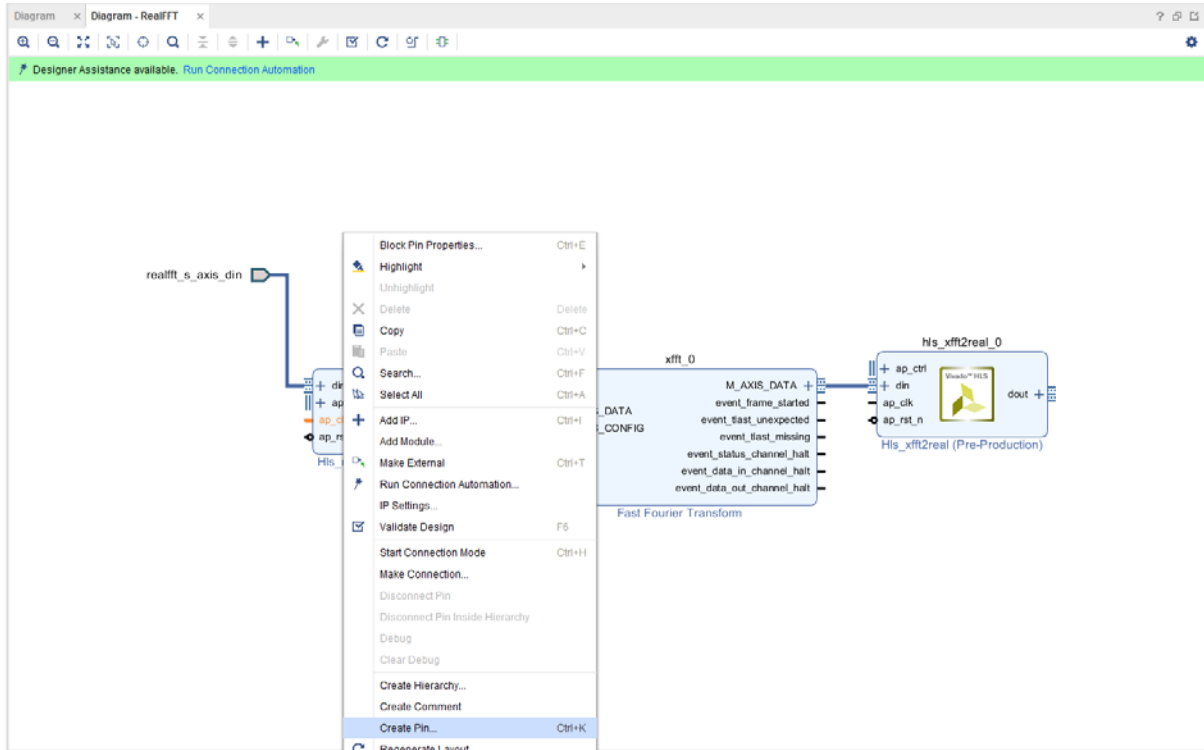 Diagram
Diagram - RealFFT
Designer Assistance available. Run Connection Automation
Block Pin Properties... Ctrl+E
Highlight
Unhighlight
Delete Delete
Copy Ctrl+C
Paste Ctrl+V
Search... Ctrl+F
Select All Ctrl+A
Add IP... Ctrl+I
Add Module...
Make External Ctrl+T
Run Connection Automation...
IP Settings...
Validate Design F6
Start Connection Mode Ctrl+H
Make Connection...
Disconnect Pin
Disconnect Pin Inside Hierarchy
Debug
Clear Debug
Create Hierarchy...
Create Comment
Create Pin... Ctrl+K
Regenerate Layout
realfft_s_axis_din
xfft_0
M_AXIS_DATA
event_frame_started
event_tlast_unexpected
event_tlast_missing
event_status_channel_halt
event_data_in_channel_halt
event_data_out_channel_halt
Fast Fourier Transform
hls_xfft2real_0
ap_ctrl
din
ap_clk
ap_rst_n
Vivado™ HLS
dout
Hls_xfft2real (Pre-Production)